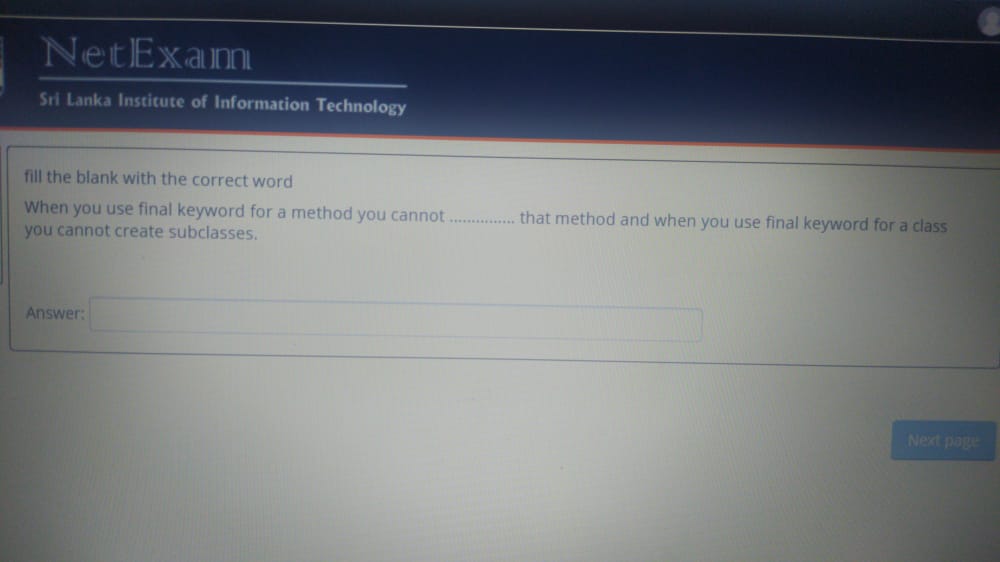 NetExam
Sri Lanka Institute of Information Technology
fill the blank with the correct word
When you use final keyword for a method you cannot ............... that method and when you use final keyword for a class
you cannot create subclasses.
Answer:
Next page